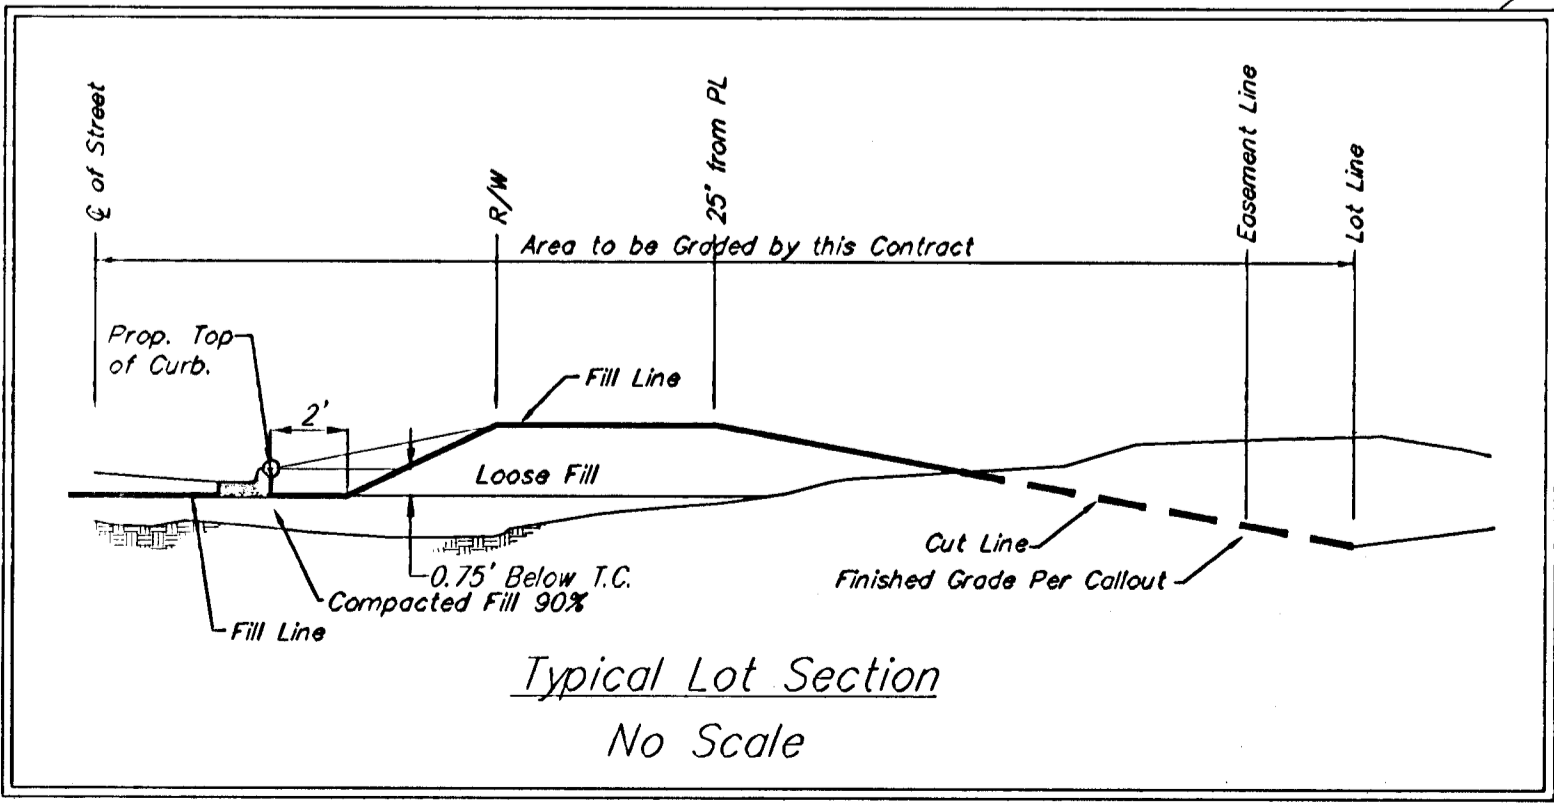 ℄ of Street
R/W
25' from PL
Easement Line
Lot Line
Area to be Graded by this Contract
Prop. Top
of Curb.
2'
Fill Line
Loose Fill
Cut Line
Finished Grade Per Callout
0.75' Below T.C.
Compacted Fill 90%
Fill Line
Typical Lot Section
No Scale